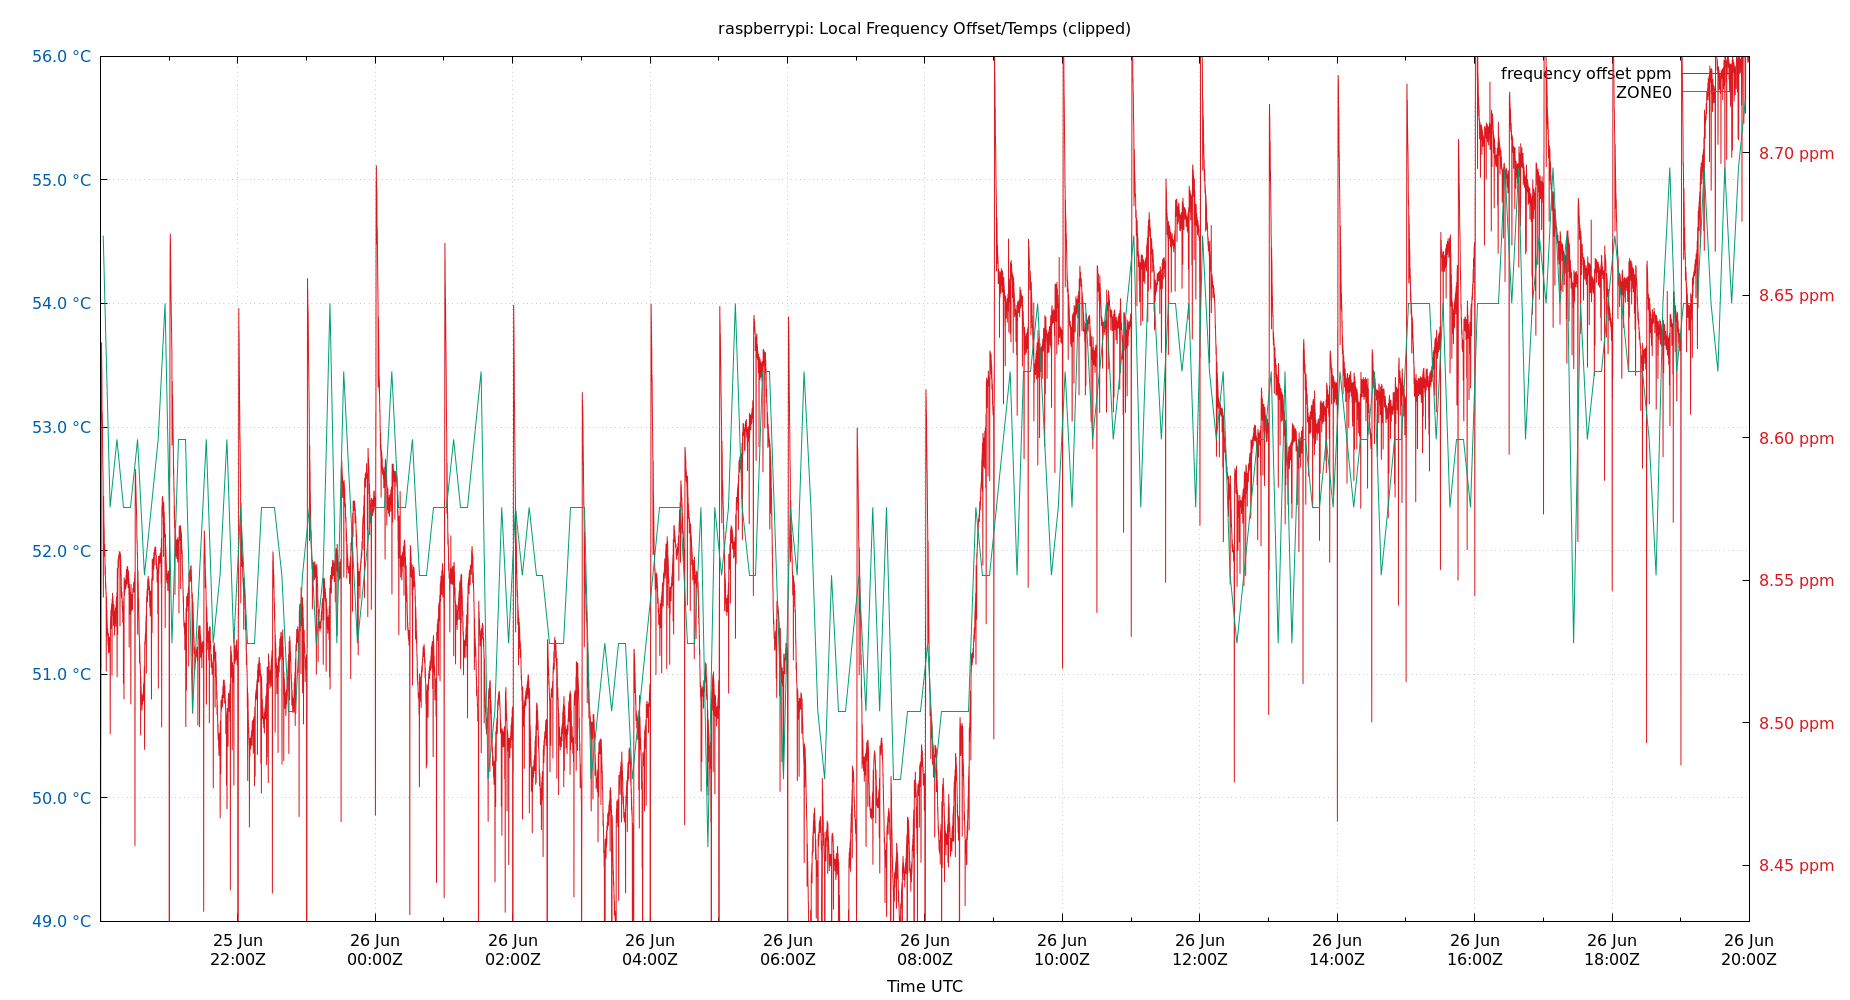 raspberrypi: Local Frequency Offset/Temps (clipped)
frequency offset ppm
ZONE0
56.0 °C
55.0 °C
54.0 °C
53.0 °C
52.0 °C
51.0 °C
50.0 °C
49.0 °C
8.70 ppm
8.65 ppm
8.60 ppm
8.55 ppm
8.50 ppm
8.45 ppm
25 Jun
22:00Z
26 Jun
00:00Z
26 Jun
02:00Z
26 Jun
04:00Z
26 Jun
06:00Z
26 Jun
08:00Z
26 Jun
10:00Z
26 Jun
12:00Z
26 Jun
14:00Z
26 Jun
16:00Z
26 Jun
18:00Z
26 Jun
20:00Z
Time UTC